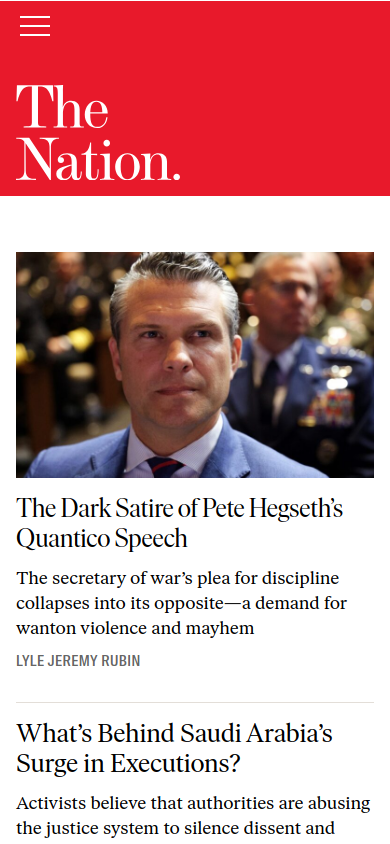 The
Nation.
The Dark Satire of Pete Hegseth’s
Quantico Speech
The secretary of war’s plea for discipline
collapses into its opposite—a demand for
wanton violence and mayhem
LYLE JEREMY RUBIN
What’s Behind Saudi Arabia’s
Surge in Executions?
Activists believe that authorities are abusing
the justice system to silence dissent and